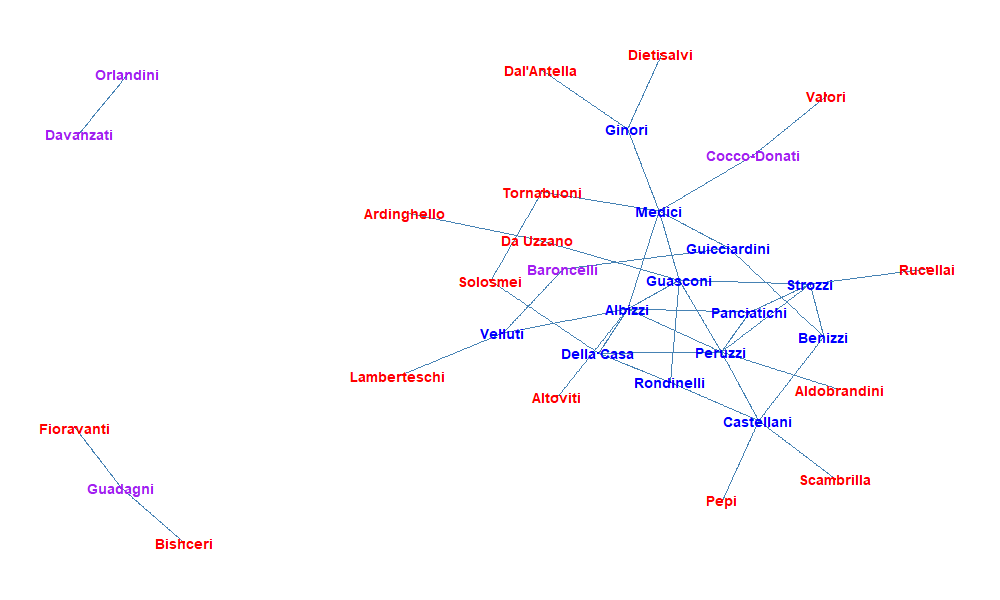 Dietisalvi
Dal'Antella
Orlandini
Valori
Ginori
Davanzati
Cocco-Donati
Tornabuoni
Medici
Ardinghello
Da Uzzano
Guicciardini
Baroncelli
Rucellai
Solosmei
Guasconi
Strozzi
Albizzi
Panciatichi
Velluti
Benizzi
Della Casa
Peruzzi
Lamberteschi
Rondinelli
Aldobrandini
Altoviti
Castellani
Fioravanti
Scambrilla
Guadagni
Pepi
Bishceri